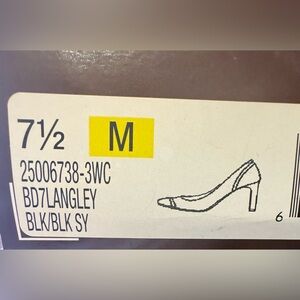 7½ M
25006738-3WC
BD7LANGLEY
BLK/BLK SY
6